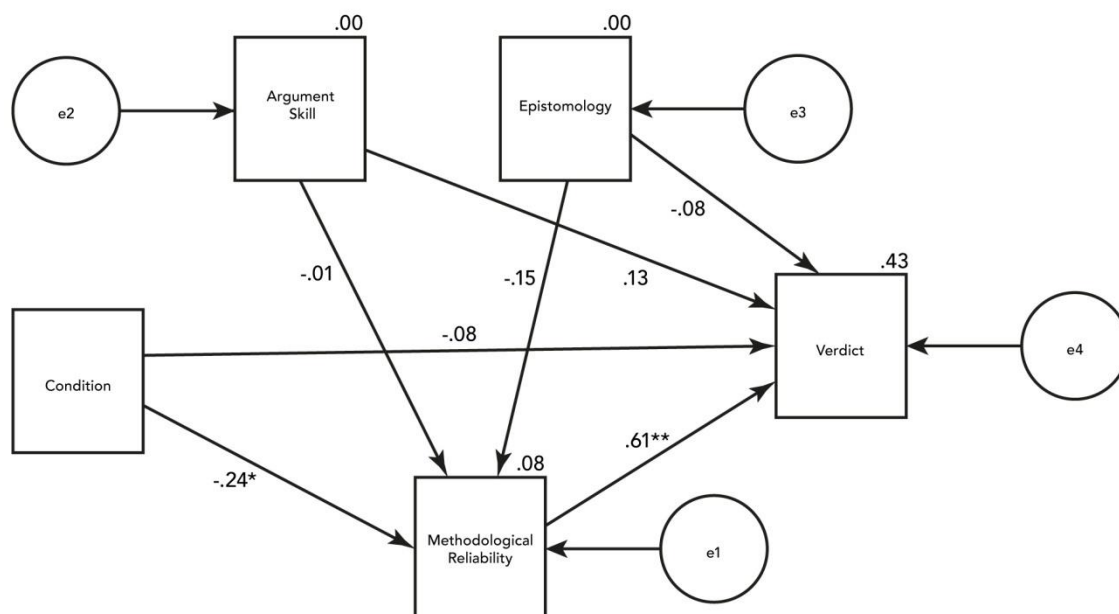 .00
.00
e2
Argument
Skill
Epistomology
e3
-.08
-.01
-.15
.13
.43
-.08
Condition
Verdict
e4
-.24*
.61**
.08
Methodological
Reliability
e1